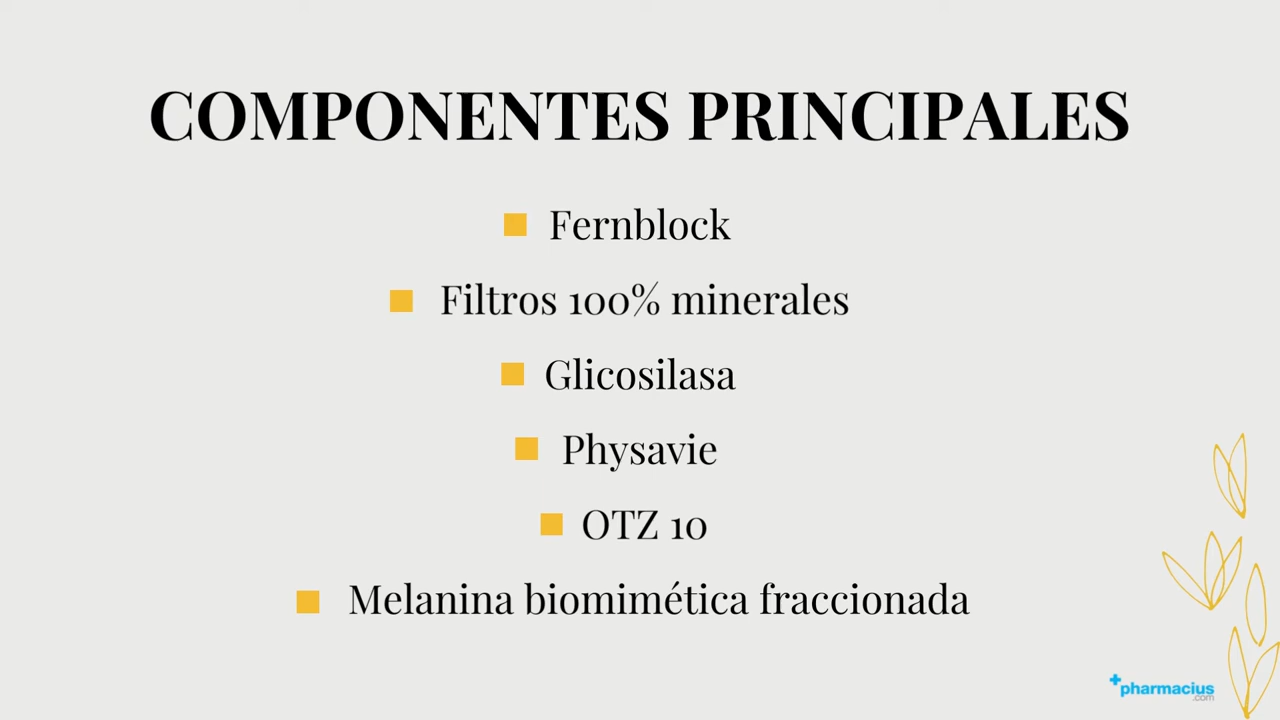 COMPONENTES PRINCIPALES
Fernblock
Filtros 100% minerales
Glicosilasa
Physavie
OTZ 10
Melanina biomimética fraccionada
pharmacius
.com